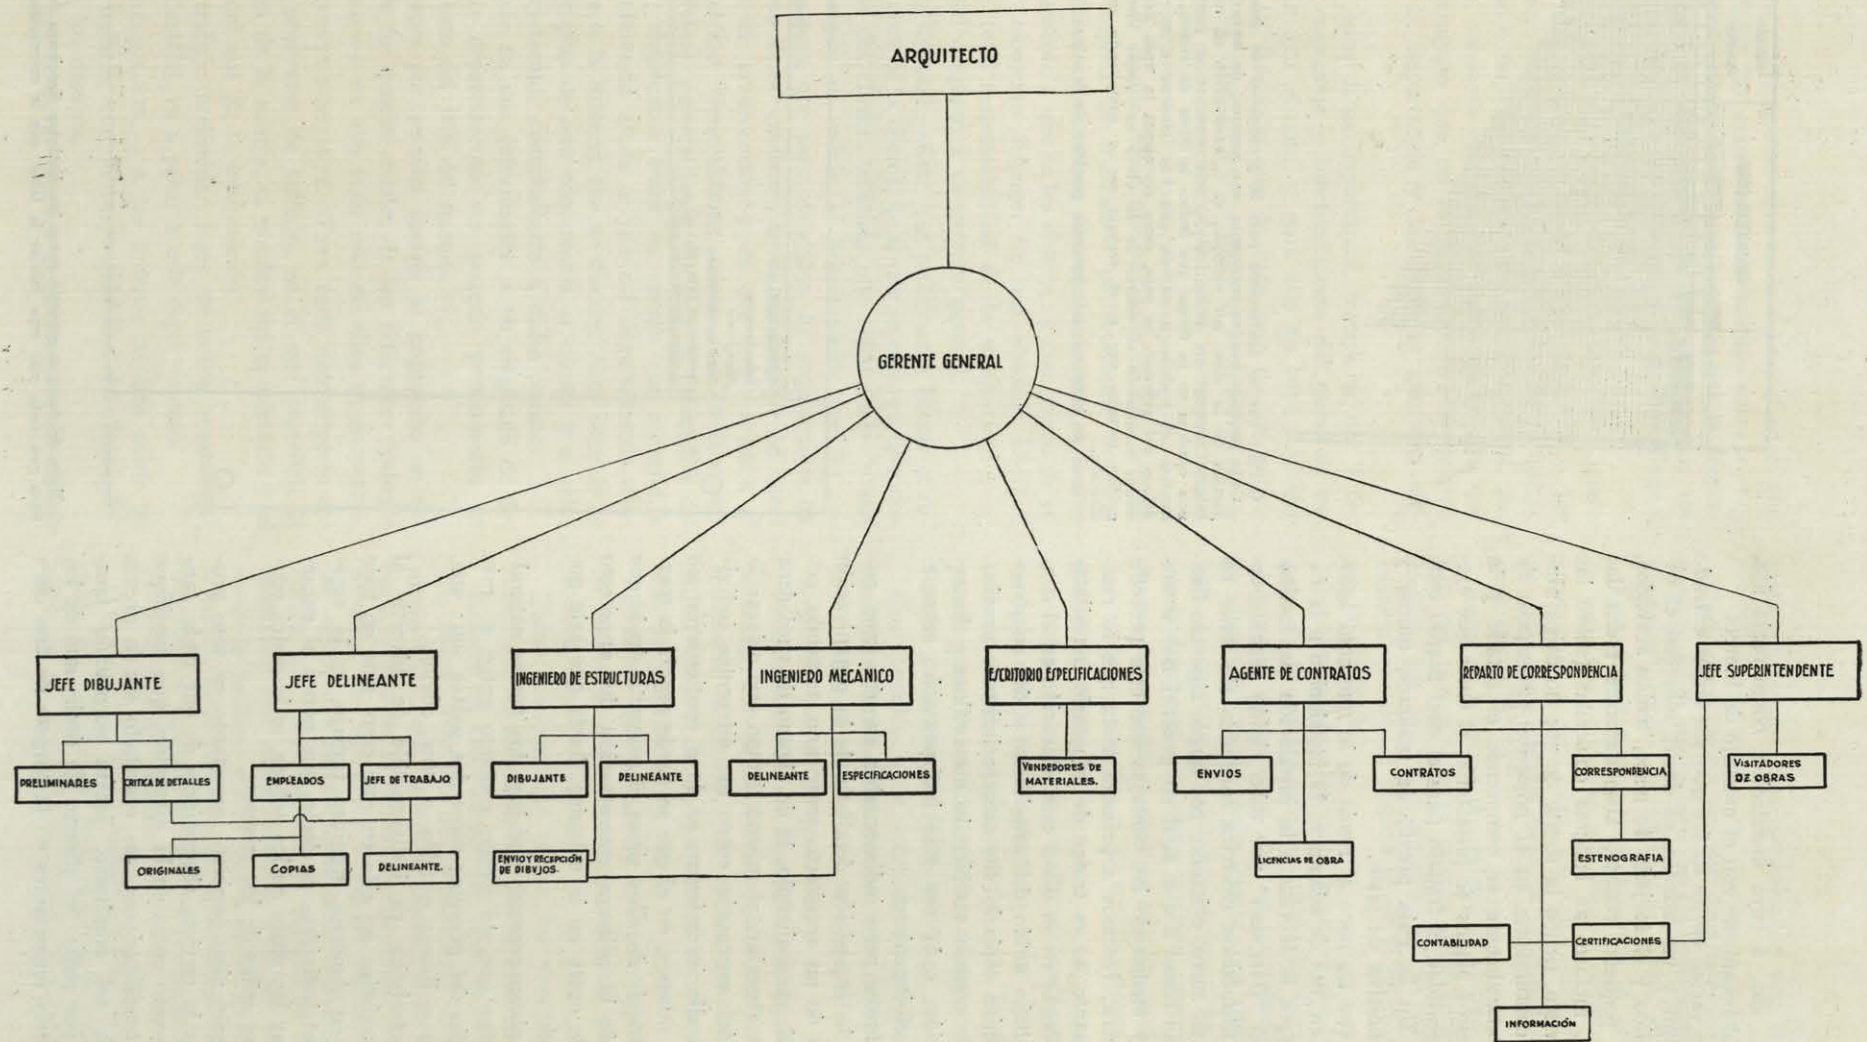 ARQUITECTO
GERENTE GENERAL
JEFE DIBUJANTE
JEFE DELINEANTE
INGENIERO DE ESTRUCTURAS
INGENIERO MECÁNICO
ESCRITORIO ESPECIFICACIONES
AGENTE DE CONTRATOS
REPARTO DE CORRESPONDENCIA
JEFE SUPERINTENDENTE
PRELIMINARES
CRITICA DE DETALLES
EMPLEADOS
JEFE DE TRABAJO
DIBUJANTE
DELINEANTE
DELINEANTE
ESPECIFICACIONES
VENDEDORES DE
MATERIALES.
ENVIOS
CONTRATOS
CORRESPONDENCIA
VISITADORES
DE OBRAS
ORIGINALES
COPIAS
DELINEANTE.
ENVIO Y RECEPCIÓN
DE DIBUJOS.
LICENCIAS DE OBRA
ESTENOGRAFIA
CONTABILIDAD
CERTIFICACIONES
INFORMACIÓN